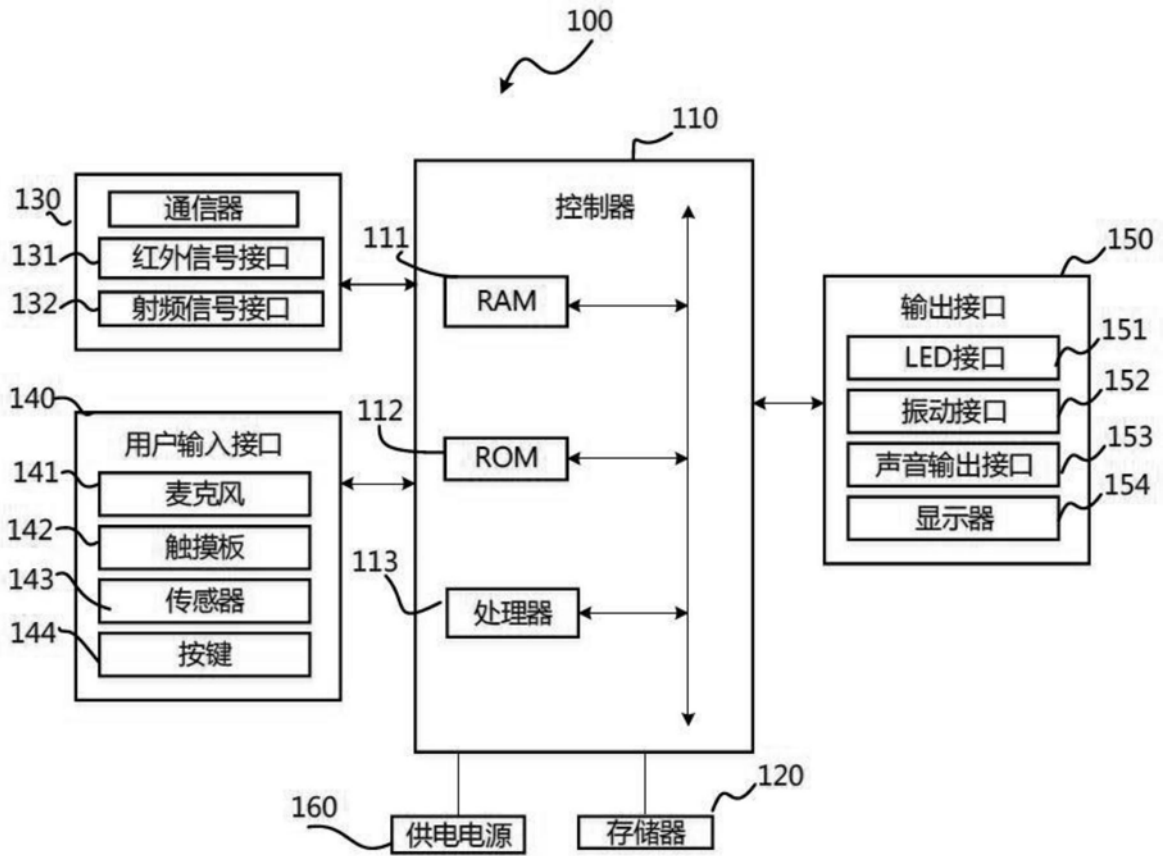 100
110
控制器
130
通信器
131
红外信号接口
132
射频信号接口
111
RAM
112
ROM
113
处理器
140
用户输入接口
141
麦克风
142
触摸板
143
传感器
144
按键
150
输出接口
LED接口
151
振动接口
152
声音输出接口
153
显示器
154
160
供电电源
120
存储器